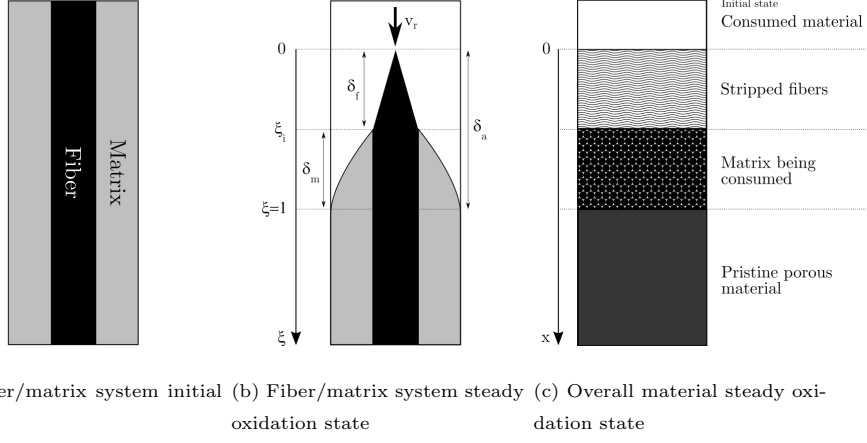 Fiber
Matrix
v_r
0
δ_f
ξ_i
δ_m
δ_a
ξ=1
ξ
0
x
Initial state
Consumed material
Stripped fibers
Matrix being
consumed
Pristine porous
material
er/matrix system initial
(b) Fiber/matrix system steady
oxidation state
(c) Overall material steady oxi-
dation state